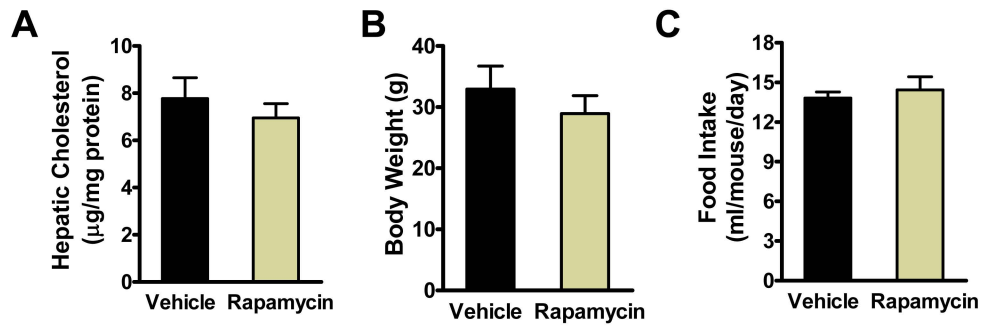 A
Hepatic Cholesterol
(μg/mg protein)
10
8
6
4
2
0
Vehicle Rapamycin
B
Body Weight (g)
40
30
20
10
0
Vehicle Rapamycin
C
Food Intake
(ml/mouse/day)
18
15
12
9
6
3
0
Vehicle Rapamycin